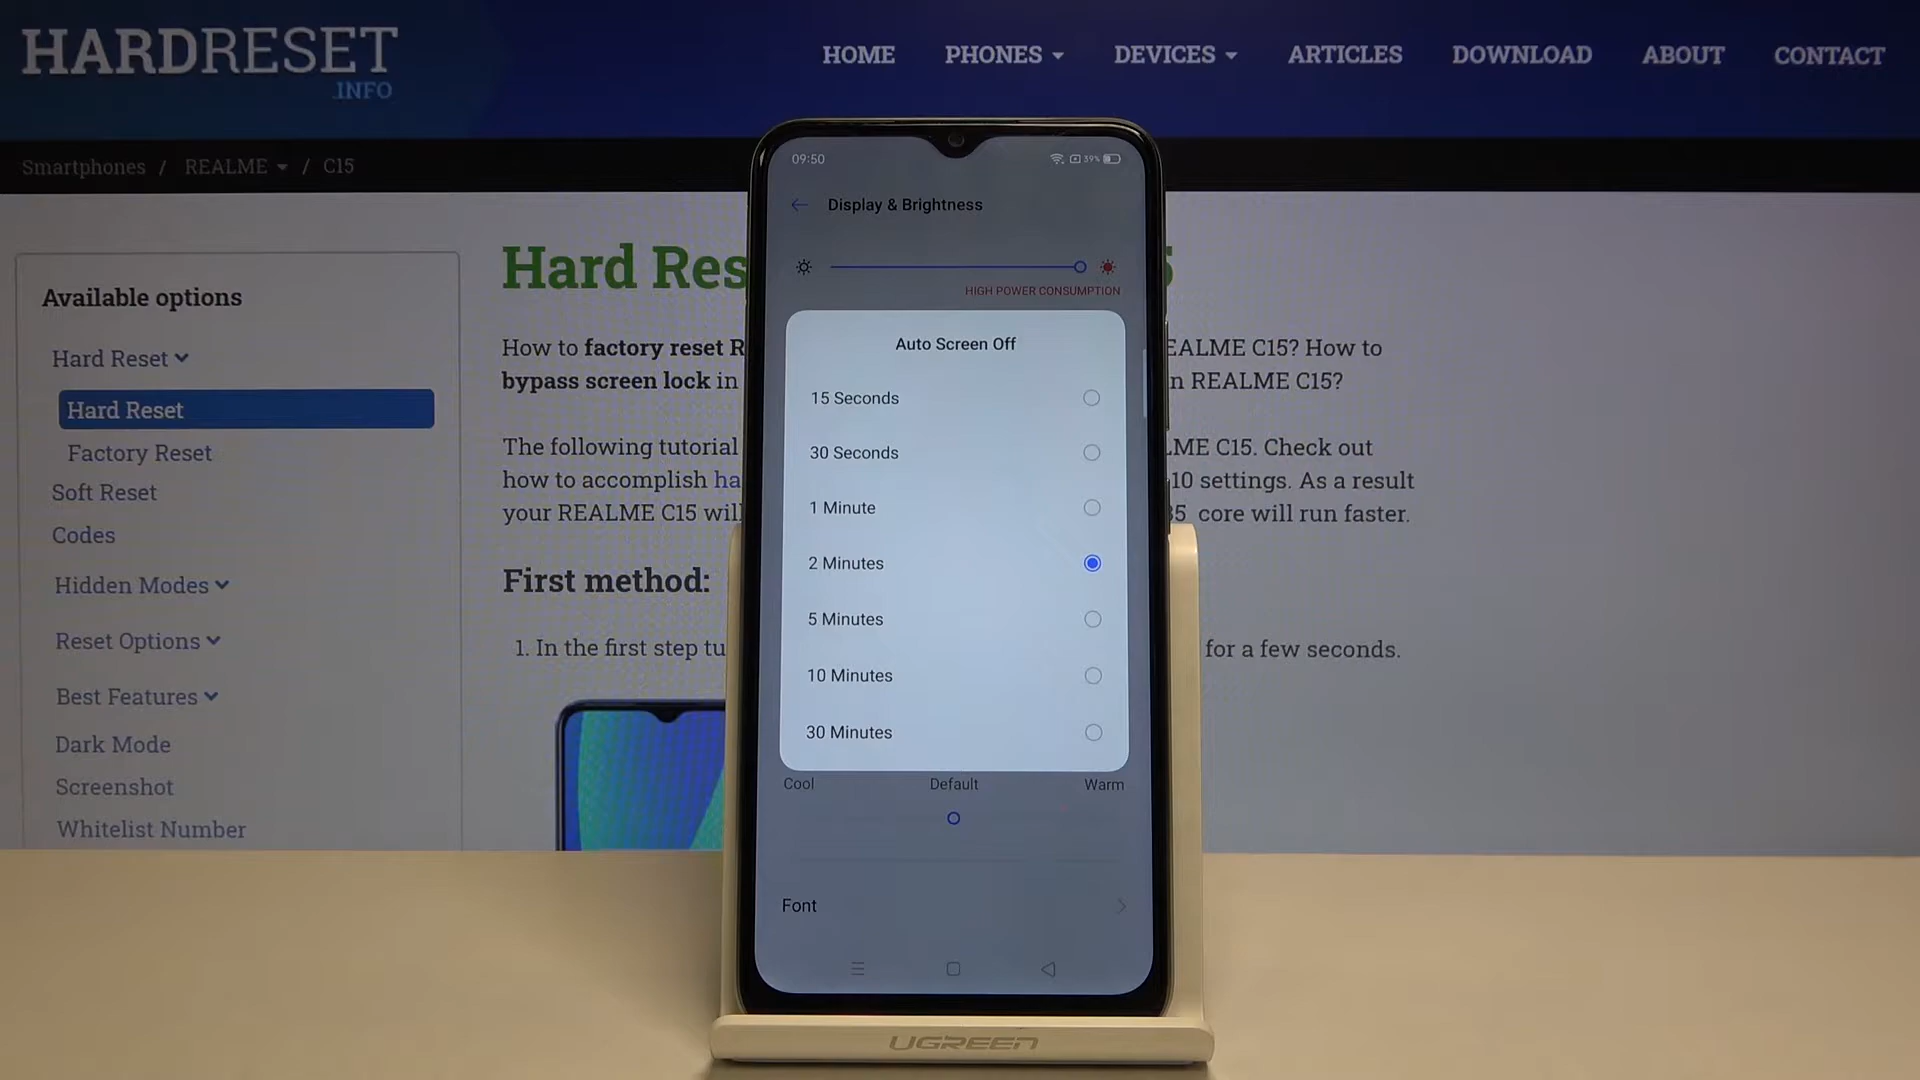 HARDRESET
.INFO
HOME PHONES DEVICES ARTICLES DOWNLOAD ABOUT CONTACT
Smartphones / REALME / C15
Available options
Hard Reset
Hard Reset
Factory Reset
Soft Reset
Codes
Hidden Modes
Reset Options
Best Features
Dark Mode
Screenshot
Whitelist Number
Hard Res 5
How to factory reset R EALME C15? How to
bypass screen lock in n REALME C15?
The following tutorial LME C15. Check out
how to accomplish ha 10 settings. As a result
your REALME C15 will 35 core will run faster.
First method:
1. In the first step tu for a few seconds.
09:50 39%
Display & Brightness
HIGH POWER CONSUMPTION
Auto Screen Off
15 Seconds
30 Seconds
1 Minute
2 Minutes
5 Minutes
10 Minutes
30 Minutes
Cool Default Warm
Font
UGREEN